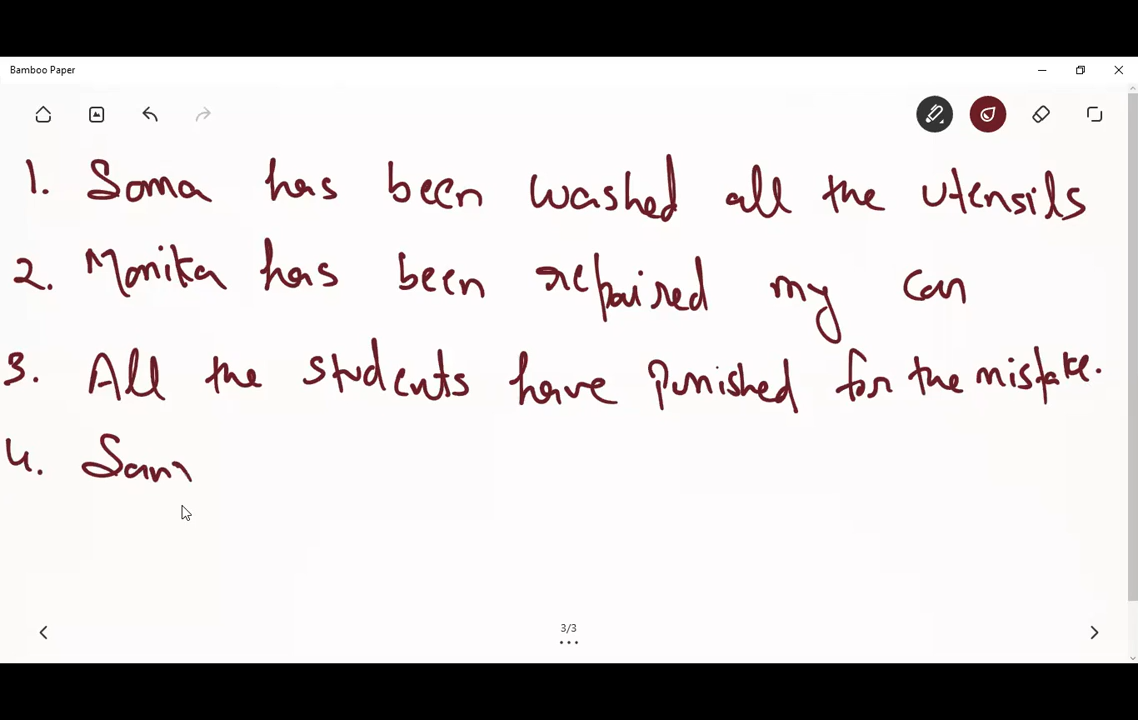 Bamboo Paper
1. Soma has been washed all the utensils
2. Monika has been repaired my car
3. All the students have punished for the mistake.
4. Sam
3/3